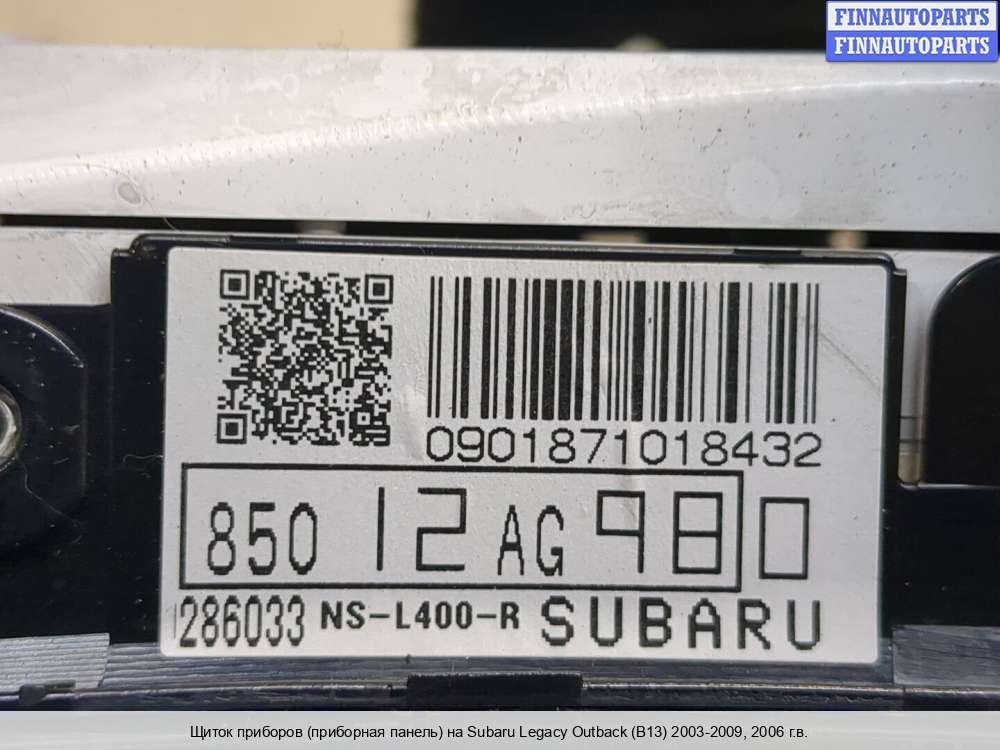 FINNAUTOPARTS
FINNAUTOPARTS
0901871018432
85012AG980
286033 NS-L400-R SUBARU
Щиток приборов (приборная панель) на Subaru Legacy Outback (B13) 2003-2009, 2006 г.в.